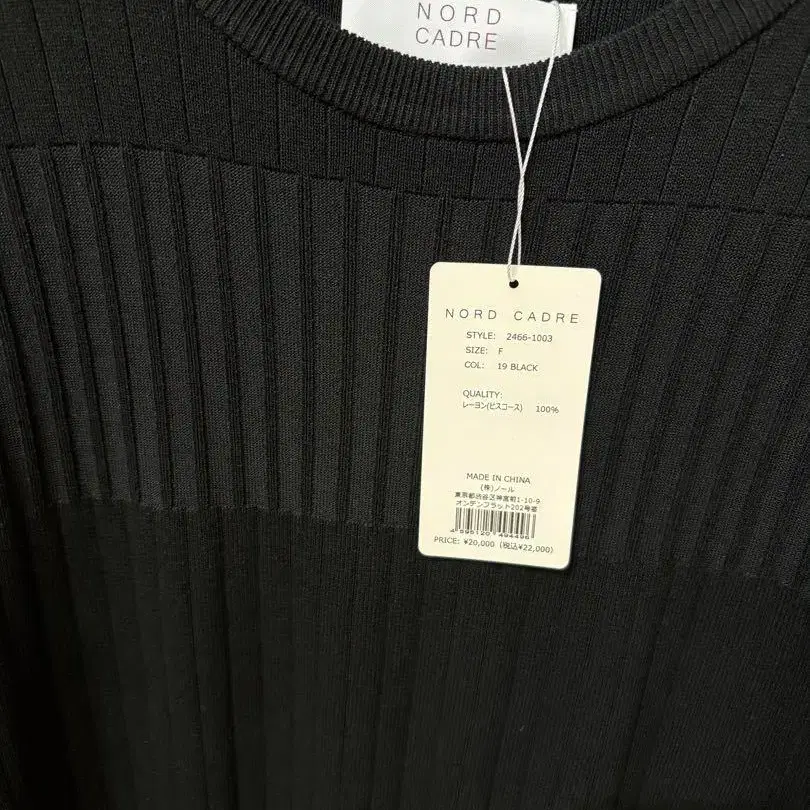 NORD
CADRE
NORD CADRE
STYLE: 2466-1003
SIZE: F
COL: 19 BLACK
QUALITY:
レーヨン(ビスコース) 100%
MADE IN CHINA
(株)ノール
東京都渋谷区神宮前1-10-9
オンデンフラット202号室
PRICE: ¥20,000 (税込¥22,000)